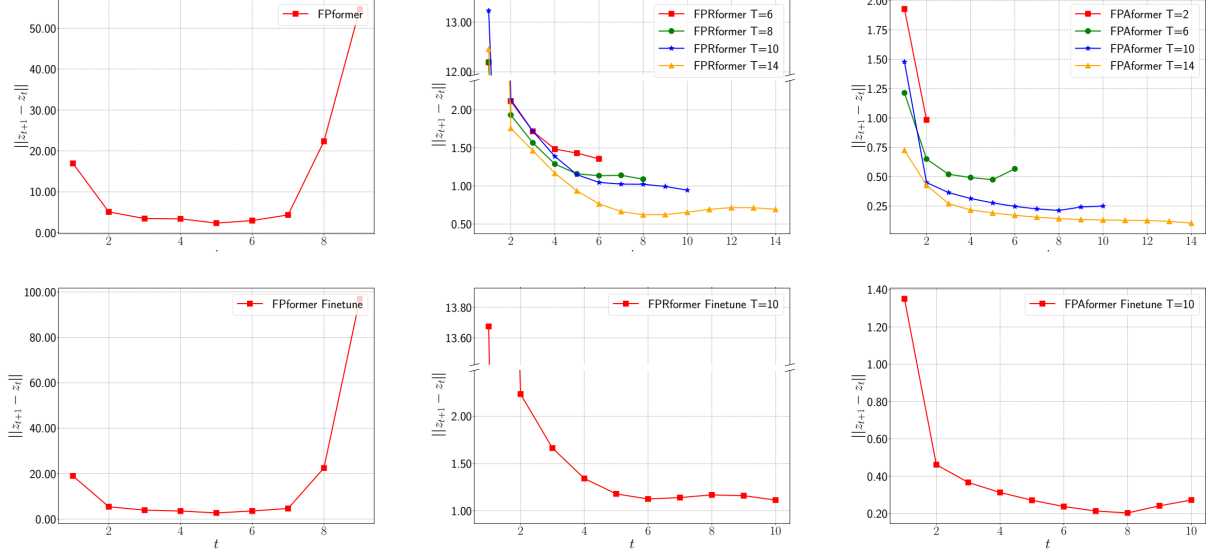 FPformer
||z_{t+1} − z_t||
50.00
40.00
30.00
20.00
10.00
0.00
2 4 6 8
FPRformer T=6
FPRformer T=8
FPRformer T=10
FPRformer T=14
||z_{t+1} − z_t||
13.00
12.00
2.00
1.50
1.00
0.50
2 4 6 8 10 12 14
FPAformer T=2
FPAformer T=6
FPAformer T=10
FPAformer T=14
||z_{t+1} − z_t||
2.00
1.75
1.50
1.25
1.00
0.75
0.50
0.25
0 2 4 6 8 10 12 14
FPformer Finetune
||z_{t+1} − z_t||
100.00
80.00
60.00
40.00
20.00
0.00
2 4 6 8
t
FPRformer Finetune T=10
||z_{t+1} − z_t||
13.80
13.60
2.00
1.50
1.00
2 4 6 8 10
t
FPAformer Finetune T=10
||z_{t+1} − z_t||
1.40
1.20
1.00
0.80
0.60
0.40
0.20
2 4 6 8 10
t